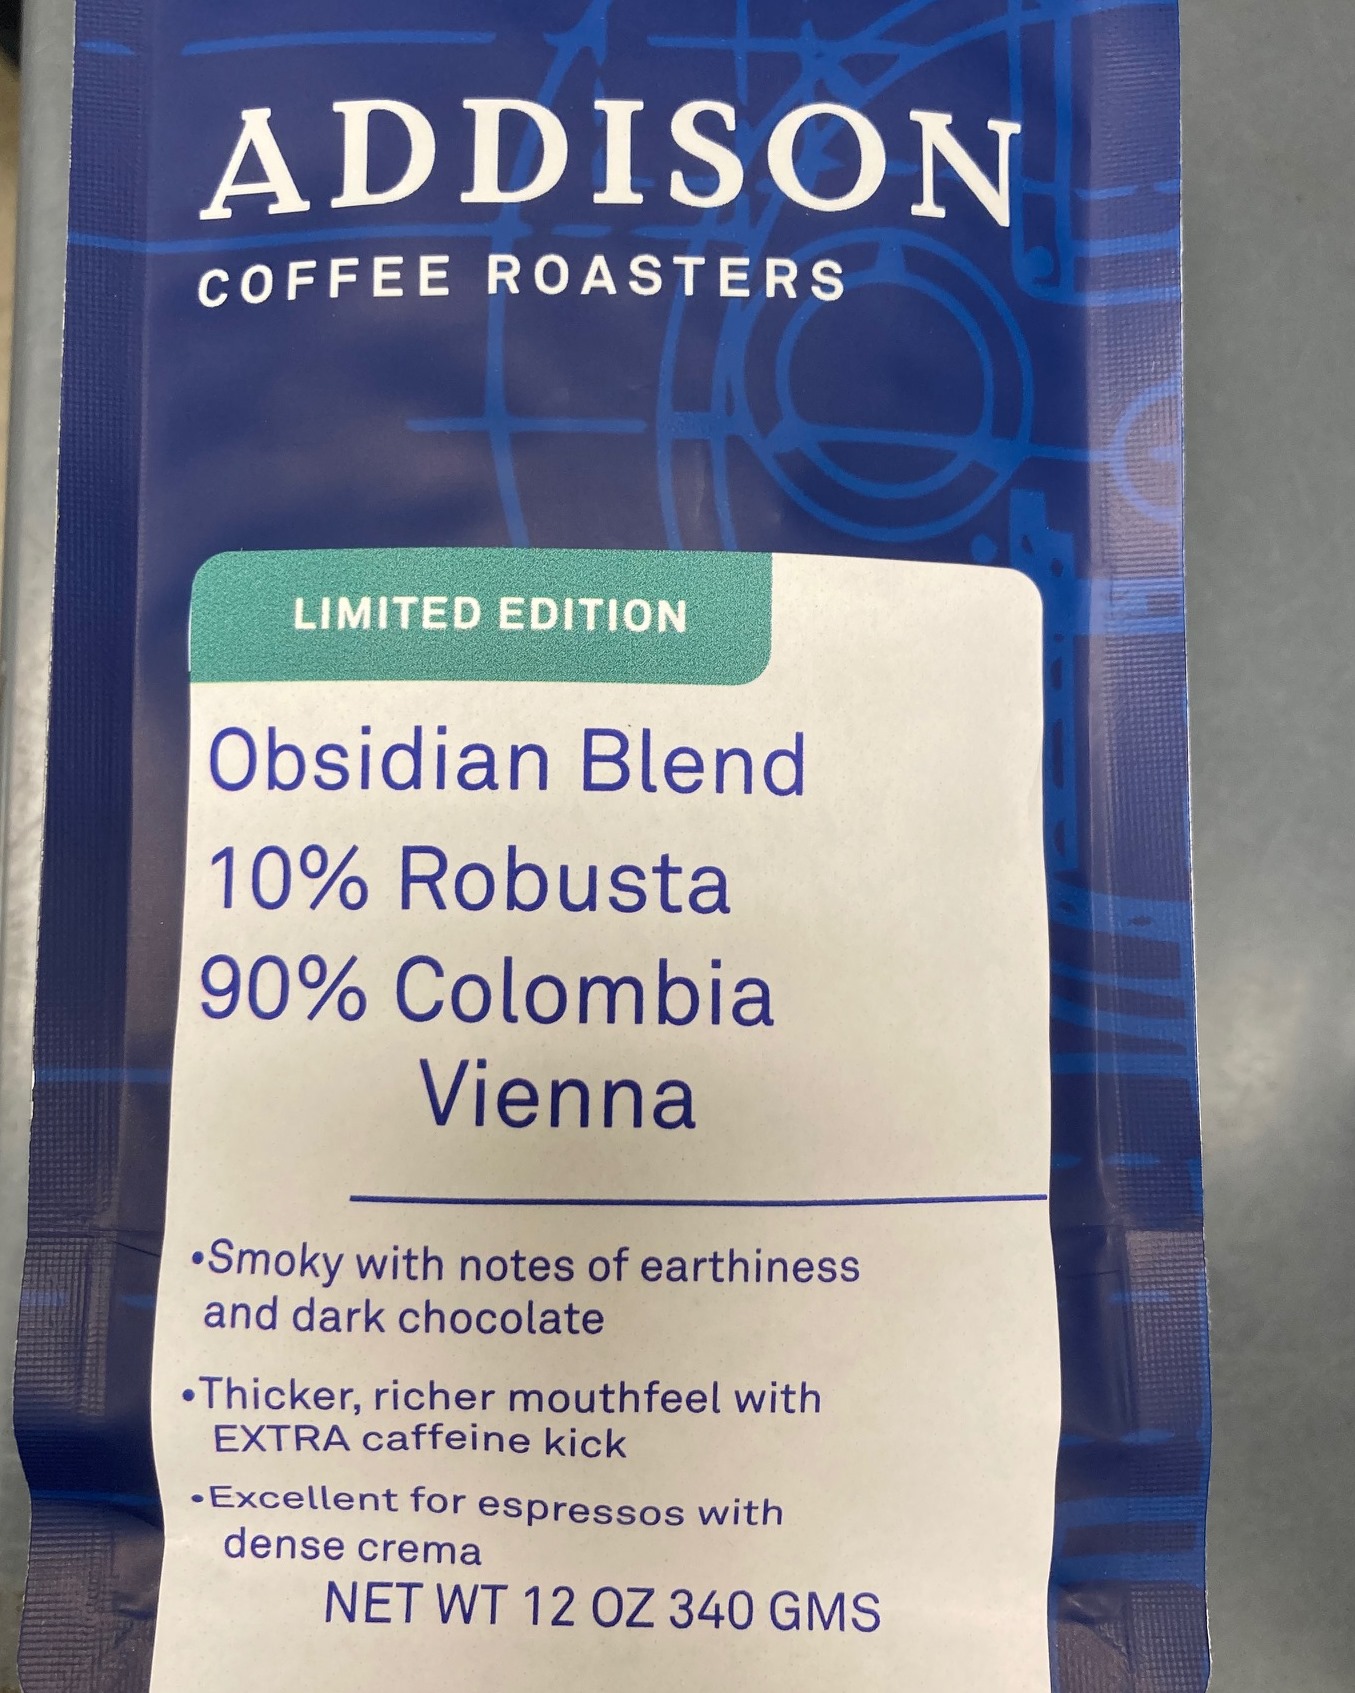 ADDISON
COFFEE ROASTERS
LIMITED EDITION
Obsidian Blend
10% Robusta
90% Colombia
Vienna
•Smoky with notes of earthiness
and dark chocolate
•Thicker, richer mouthfeel with
EXTRA caffeine kick
•Excellent for espressos with
dense crema
NET WT 12 OZ 340 GMS